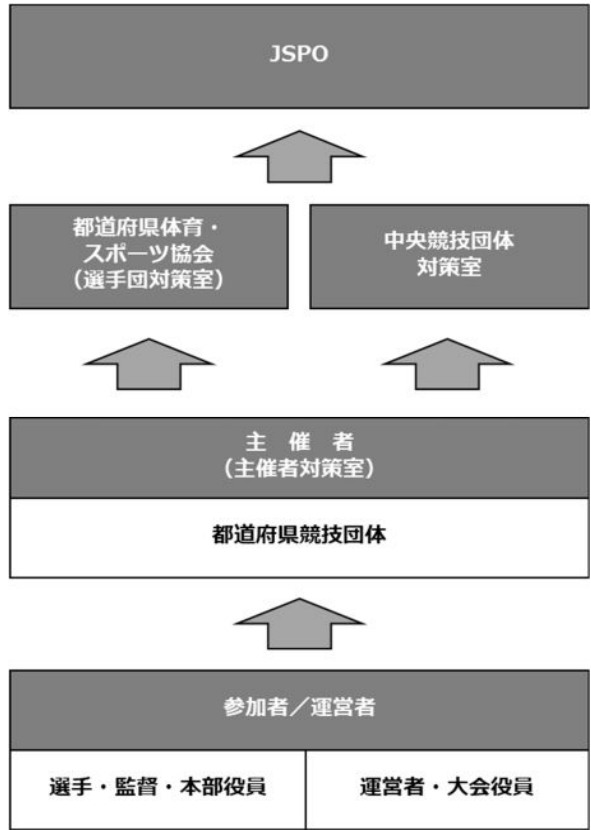 JSPO
都道府県体育・
スポーツ協会
（選手団対策室）
中央競技団体
対策室
主　催　者
（主催者対策室）
都道府県競技団体
参加者／運営者
選手・監督・本部役員
運営者・大会役員